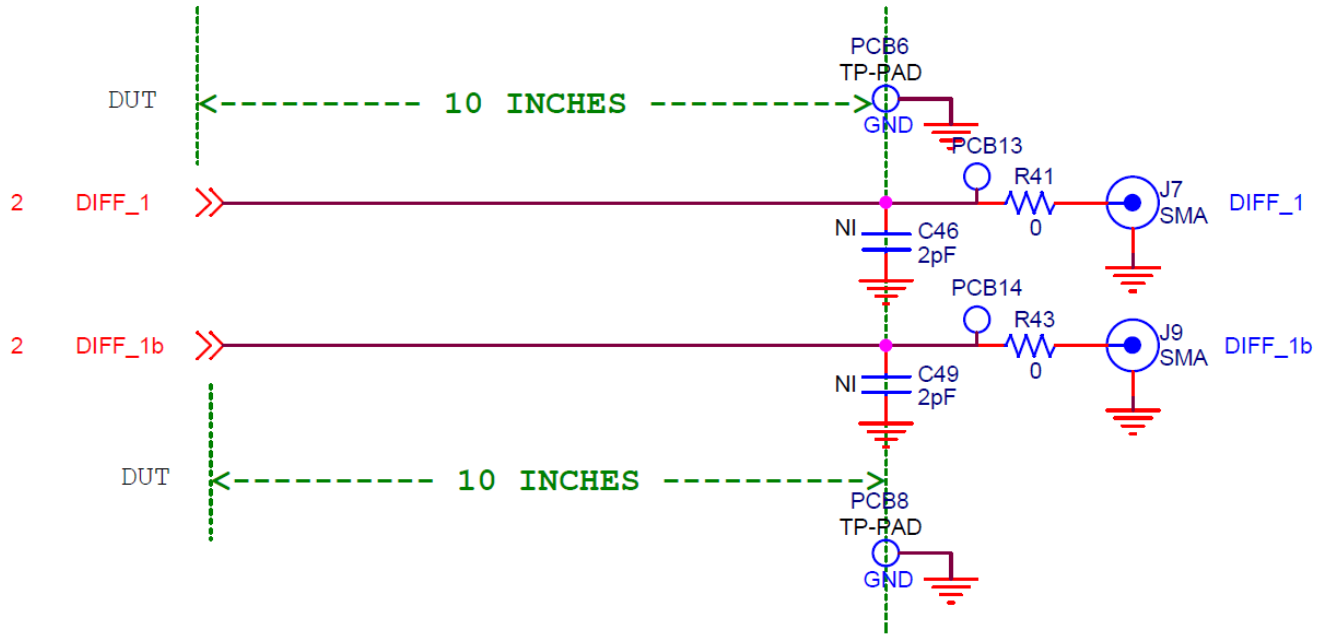 PCB6
TP-PAD
DUT
10 INCHES
GND
PCB13
R41
2 DIFF_1
J7
SMA
DIFF_1
0
NI
C46
2pF
PCB14
R43
2 DIFF_1b
J9
SMA
DIFF_1b
0
NI
C49
2pF
DUT
10 INCHES
PCB8
TP-PAD
GND